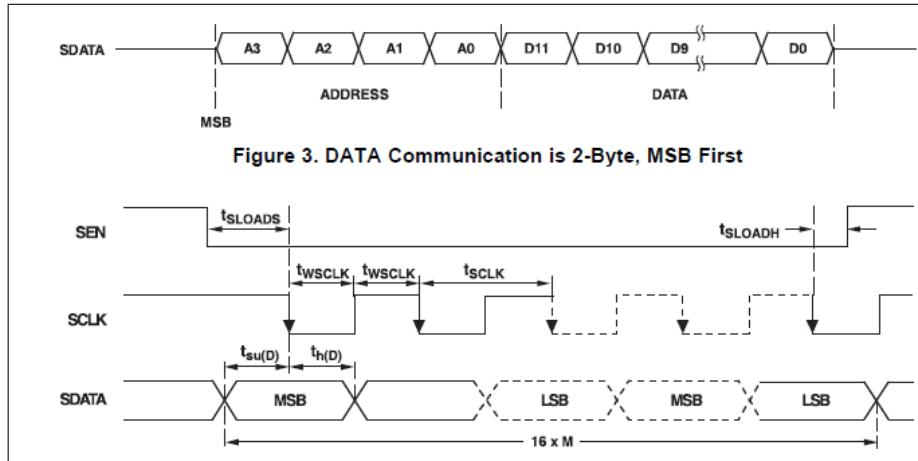 SDATA A3 A2 A1 A0 D11 D10 D9 D0
ADDRESS DATA
MSB
Figure 3. DATA Communication is 2-Byte, MSB First
tSLOADS tSLOADH
SEN
tWSCLK tWSCLK tSCLK
SCLK
tsu(D) th(D)
SDATA MSB LSB MSB LSB
16 x M